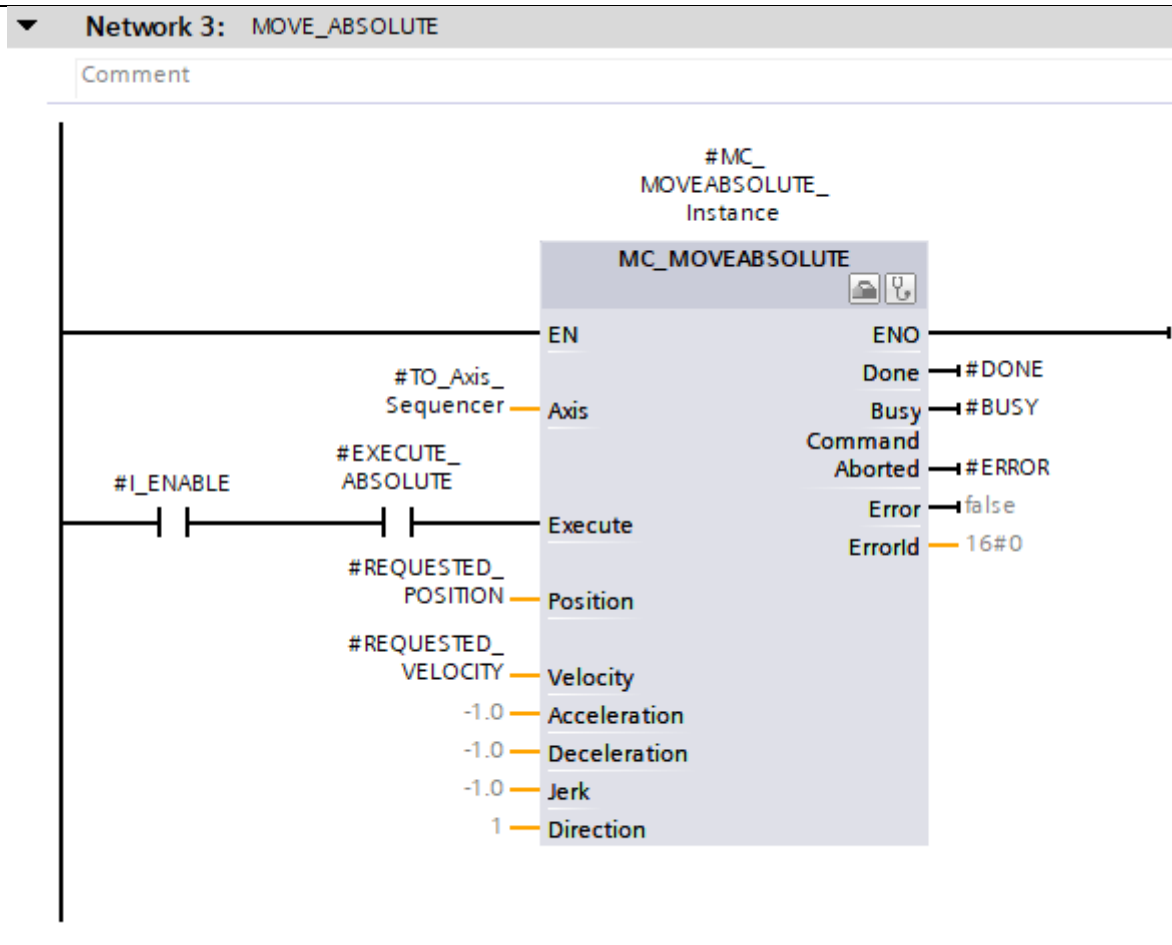 Network 3: MOVE_ABSOLUTE
Comment
#MC_
MOVEABSOLUTE_
Instance
MC_MOVEABSOLUTE
EN
ENO
#TO_Axis_
Sequencer
Axis
Done
#DONE
Busy
#BUSY
Command
Aborted
#ERROR
#I_ENABLE
#EXECUTE_
ABSOLUTE
Execute
Error
false
ErrorId
16#0
#REQUESTED_
POSITION
Position
#REQUESTED_
VELOCITY
Velocity
-1.0
Acceleration
-1.0
Deceleration
-1.0
Jerk
1
Direction